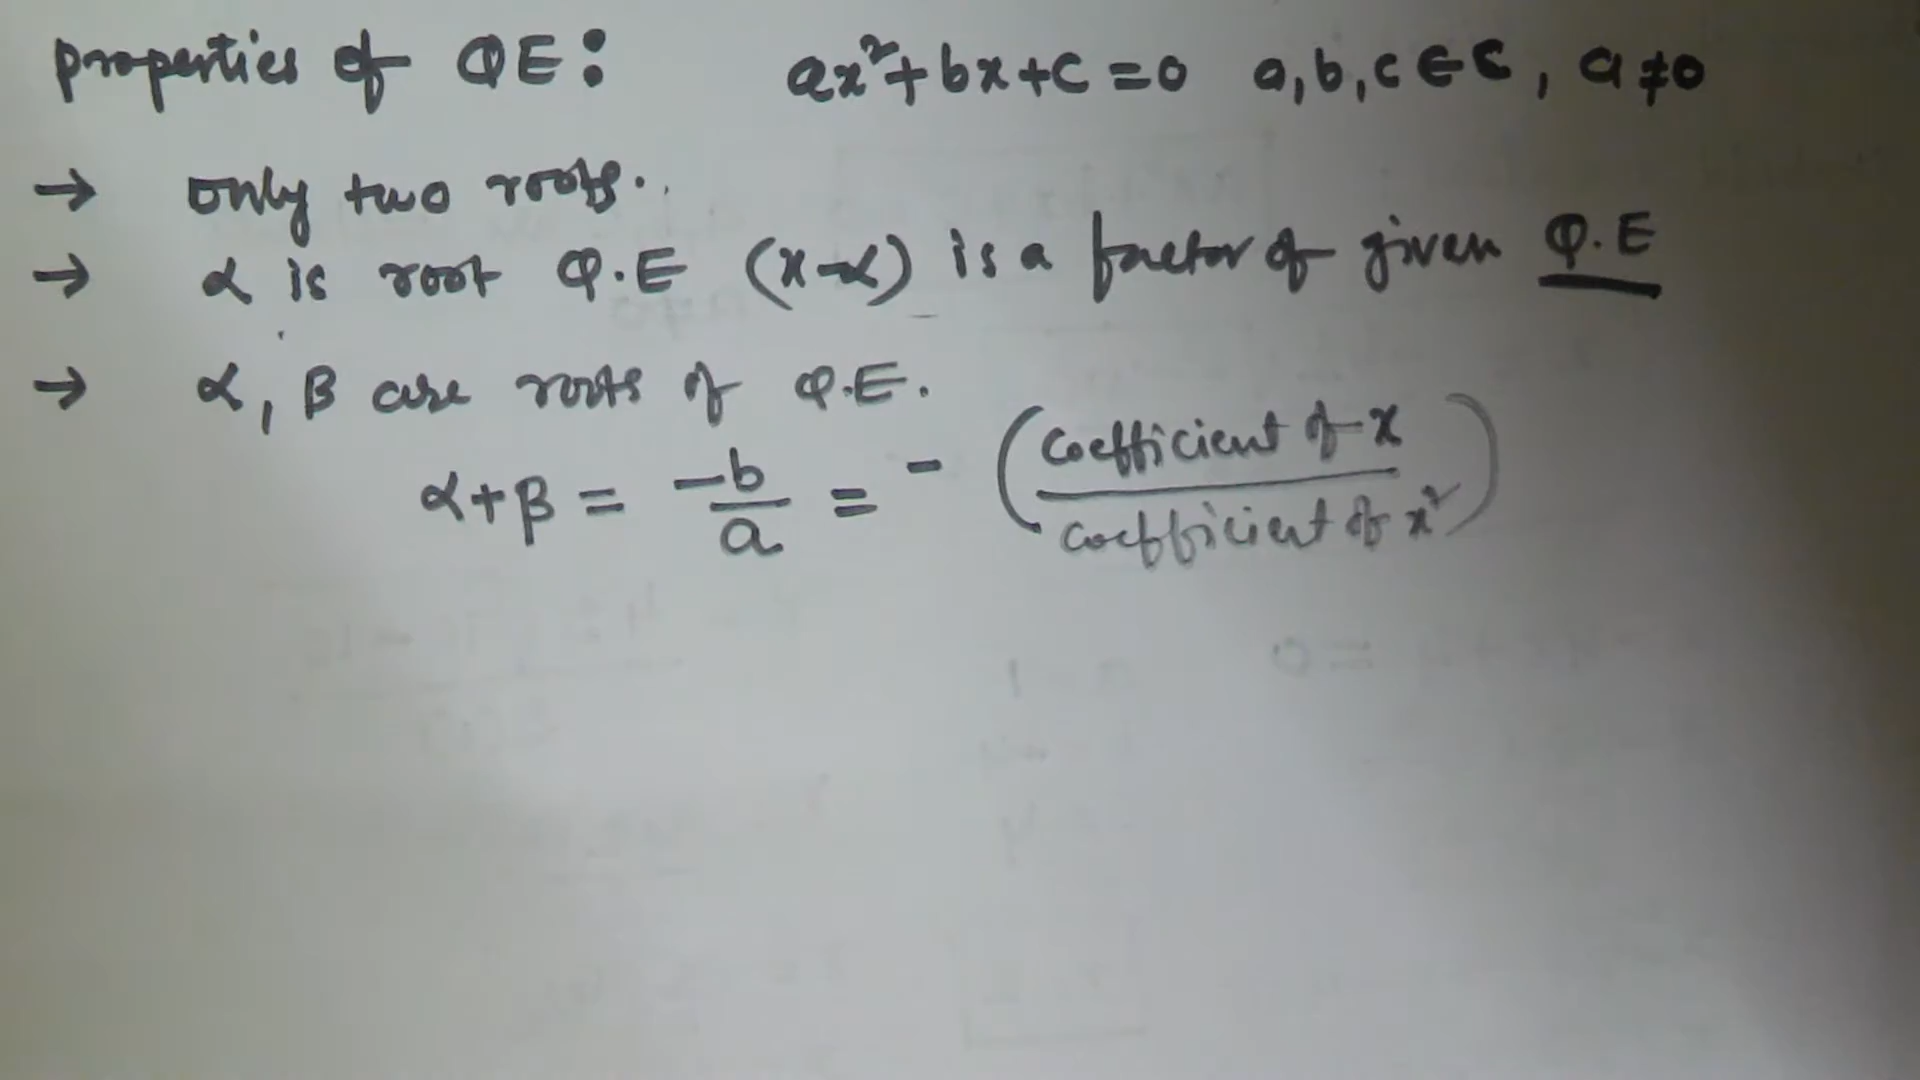 properties of QE: ax²+bx+c=0 a,b,c∈C, a≠0
→ only two roots.
→ α is root Q.E (x-α) is a factor of given Q.E
→ α, β are roots of Q.E.
α+β = -b/a = - (coefficient of x / coefficient of x²)